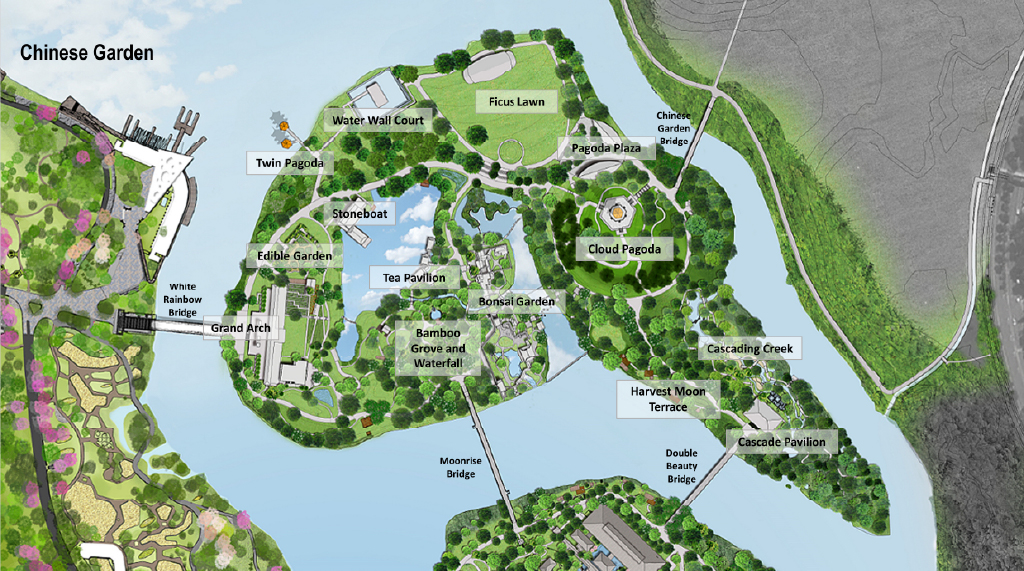 Chinese Garden
Ficus Lawn
Water Wall Court
Chinese
Garden
Bridge
Pagoda Plaza
Twin Pagoda
Stoneboat
Cloud Pagoda
Edible Garden
Tea Pavilion
White
Rainbow
Bridge
Bonsai Garden
Grand Arch
Bamboo
Grove and
Waterfall
Cascading Creek
Harvest Moon
Terrace
Cascade Pavilion
Moonrise
Bridge
Double
Beauty
Bridge